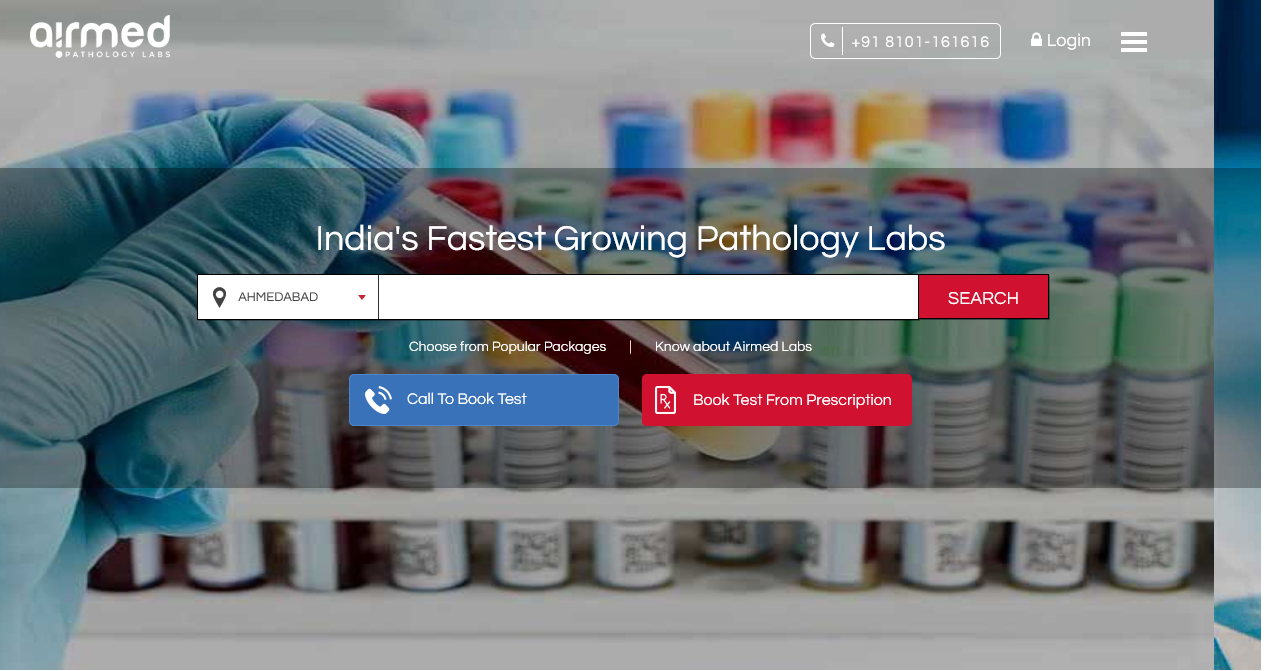 airmed
PATHOLOGY LABS
+91 8101-161616
Login
India's Fastest Growing Pathology Labs
AHMEDABAD
SEARCH
Choose from Popular Packages | Know about Airmed Labs
Call To Book Test
Rx
Book Test From Prescription